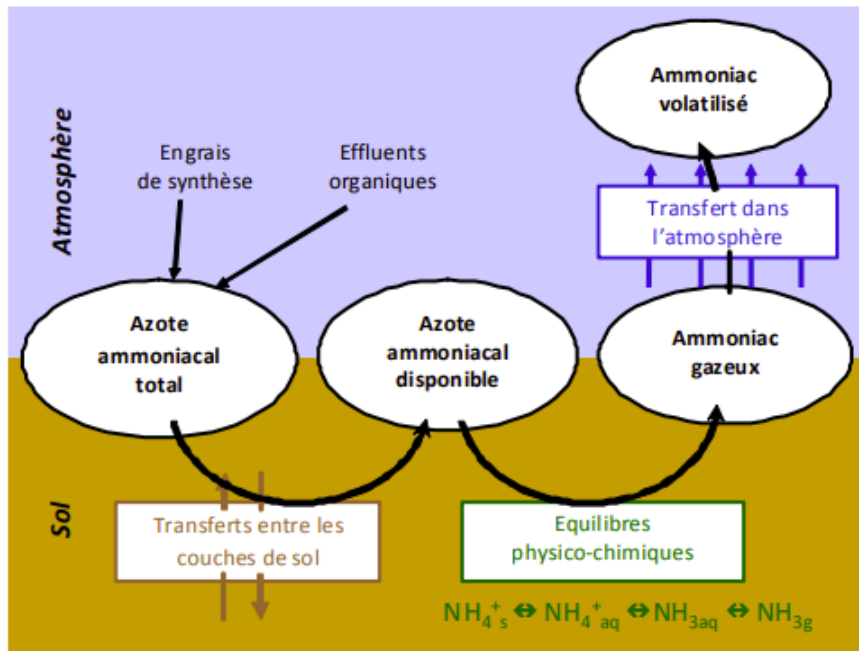 Atmosphère
Engrais
de synthèse
Effluents
organiques
Ammoniac
volatilisé
Transfert dans
l'atmosphère
Azote
ammoniacal
total
Azote
ammoniacal
disponible
Ammoniac
gazeux
Sol
Transferts entre les
couches de sol
Equilibres
physico-chimiques
NH₄⁺ₛ ⇔ NH₄⁺aq ⇔ NH₃aq ⇔ NH₃g